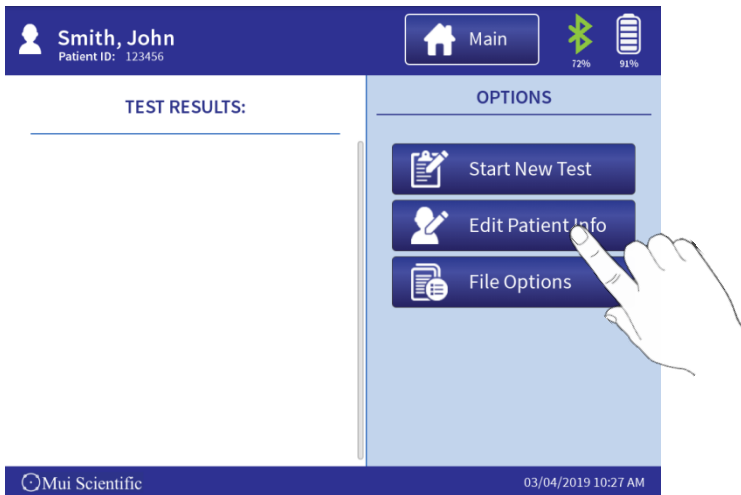 Smith, John
Patient ID: 123456
Main
72%
91%
TEST RESULTS:
OPTIONS
Start New Test
Edit Patient Info
File Options
Mui Scientific
03/04/2019 10:27 AM